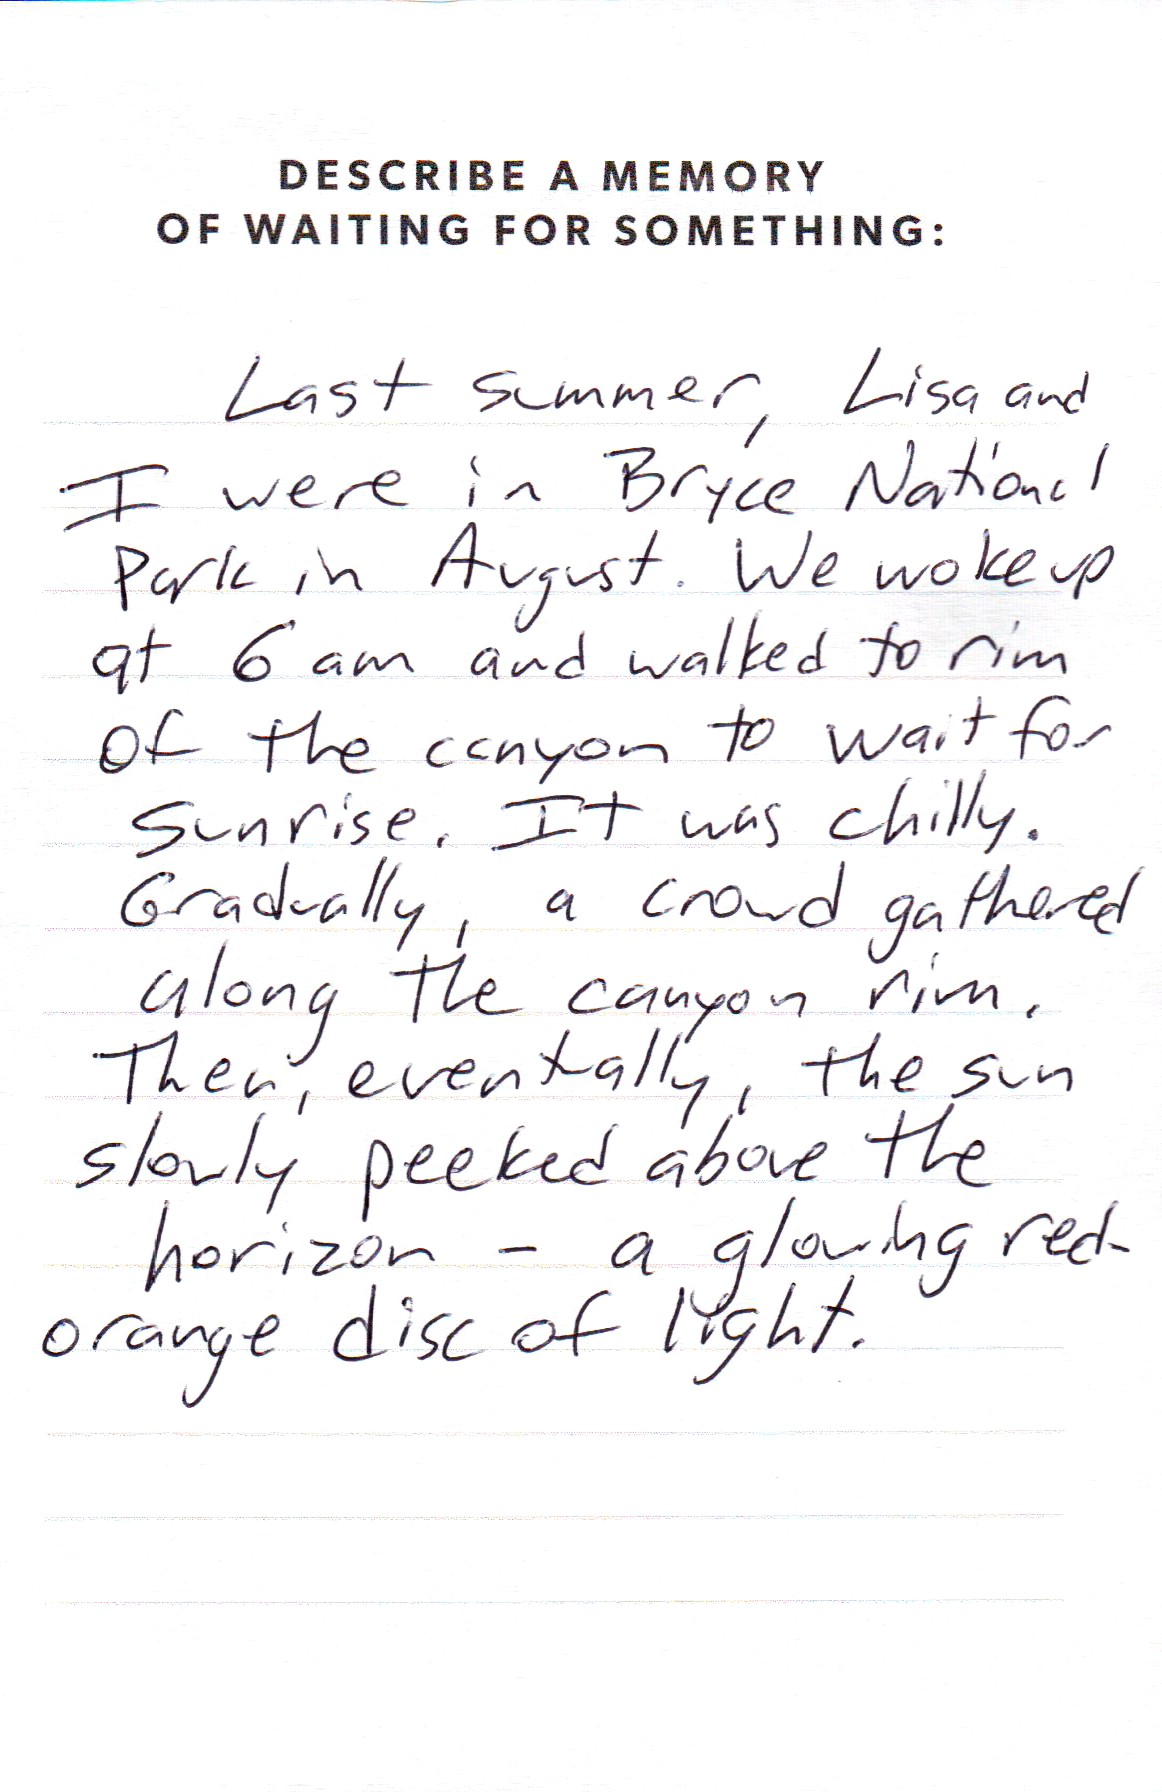 DESCRIBE A MEMORY
OF WAITING FOR SOMETHING:
Last summer, Lisa and
I were in Bryce National
Park in August. We woke up
at 6 am and walked to rim
of the canyon to wait for
sunrise. It was chilly.
Gradually, a crowd gathered
along the canyon rim.
Then, eventually, the sun
slowly peeked above the
horizon - a glowing red-
orange disc of light.